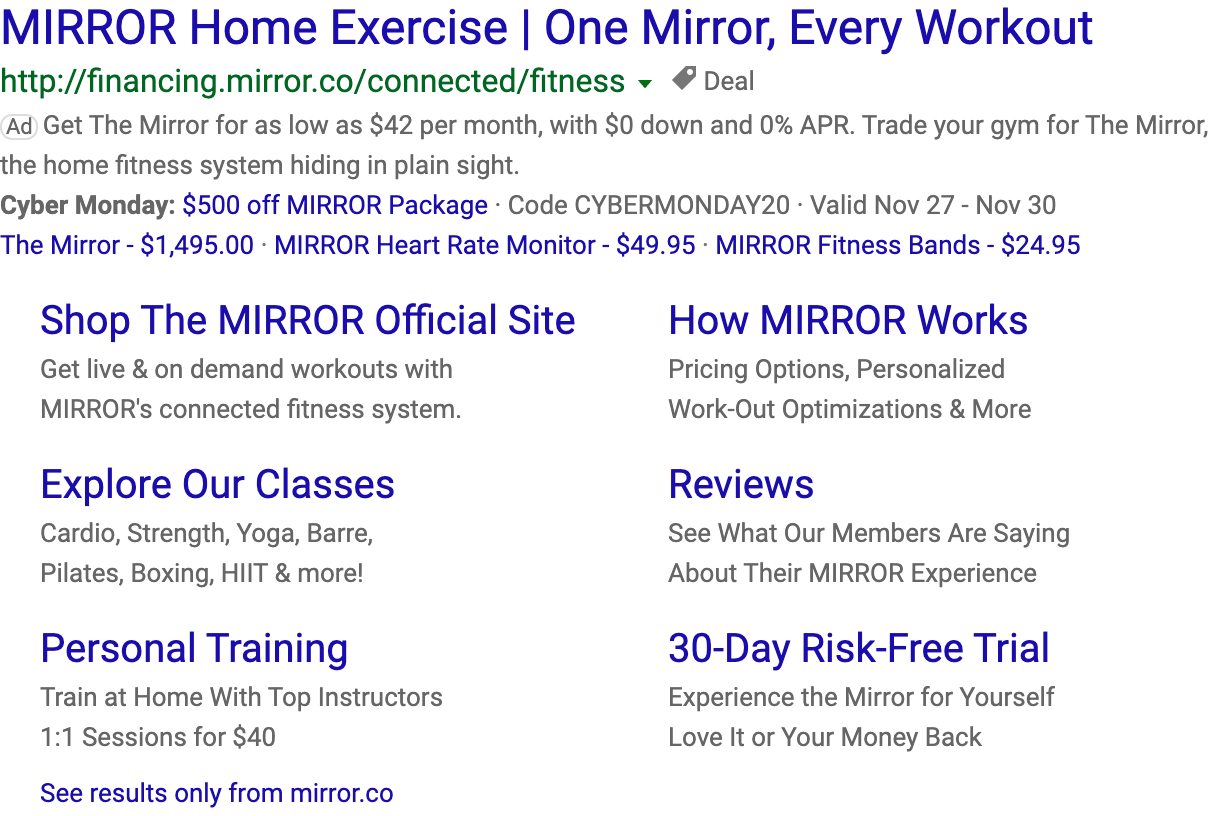 MIRROR Home Exercise | One Mirror, Every Workout
http://financing.mirror.co/connected/fitness Deal
Ad Get The Mirror for as low as $42 per month, with $0 down and 0% APR. Trade your gym for The Mirror,
the home fitness system hiding in plain sight.
Cyber Monday: $500 off MIRROR Package · Code CYBERMONDAY20 · Valid Nov 27 - Nov 30
The Mirror - $1,495.00 · MIRROR Heart Rate Monitor - $49.95 · MIRROR Fitness Bands - $24.95
Shop The MIRROR Official Site
Get live & on demand workouts with
MIRROR's connected fitness system.
How MIRROR Works
Pricing Options, Personalized
Work-Out Optimizations & More
Explore Our Classes
Cardio, Strength, Yoga, Barre,
Pilates, Boxing, HIIT & more!
Reviews
See What Our Members Are Saying
About Their MIRROR Experience
Personal Training
Train at Home With Top Instructors
1:1 Sessions for $40
30-Day Risk-Free Trial
Experience the Mirror for Yourself
Love It or Your Money Back
See results only from mirror.co